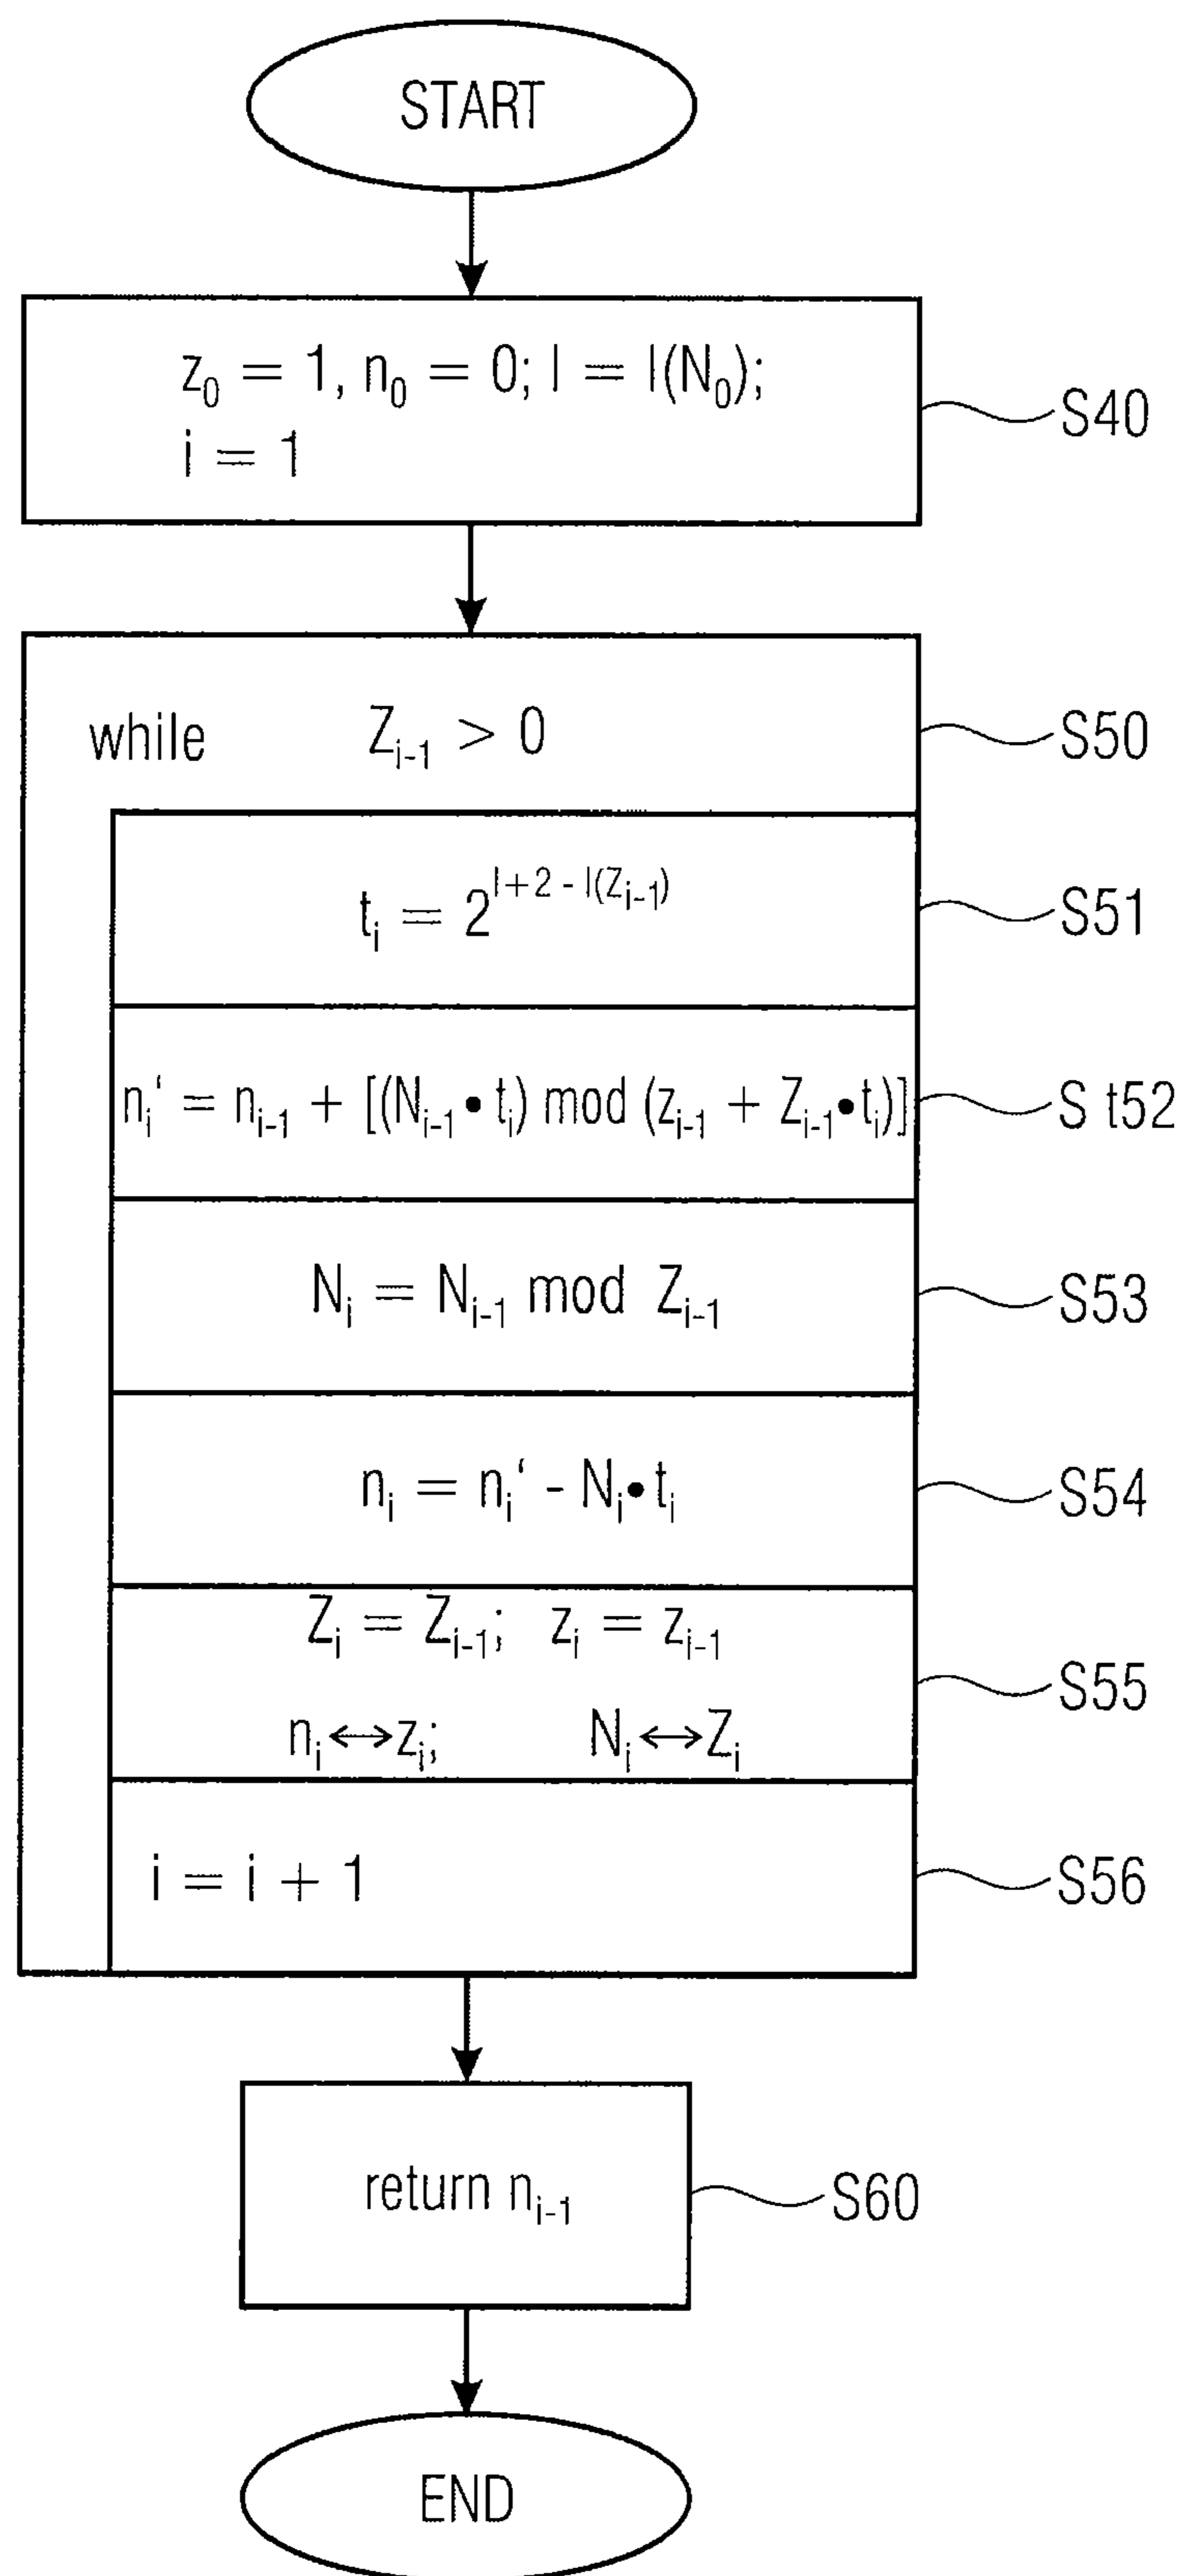 START
z₀ = 1, n₀ = 0; l = l(N₀);
i = 1
S40
while Zᵢ₋₁ > 0
S50
tᵢ = 2^(l+2 - l(Zᵢ₋₁))
S51
nᵢ‘ = nᵢ₋₁ + [(Nᵢ₋₁ • tᵢ) mod (zᵢ₋₁ + Zᵢ₋₁•tᵢ)]
S t52
Nᵢ = Nᵢ₋₁ mod Zᵢ₋₁
S53
nᵢ = nᵢ‘ - Nᵢ•tᵢ
S54
Zᵢ = Zᵢ₋₁; zᵢ = zᵢ₋₁
nᵢ↔zᵢ; Nᵢ↔Zᵢ
S55
i = i + 1
S56
return nᵢ₋₁
S60
END